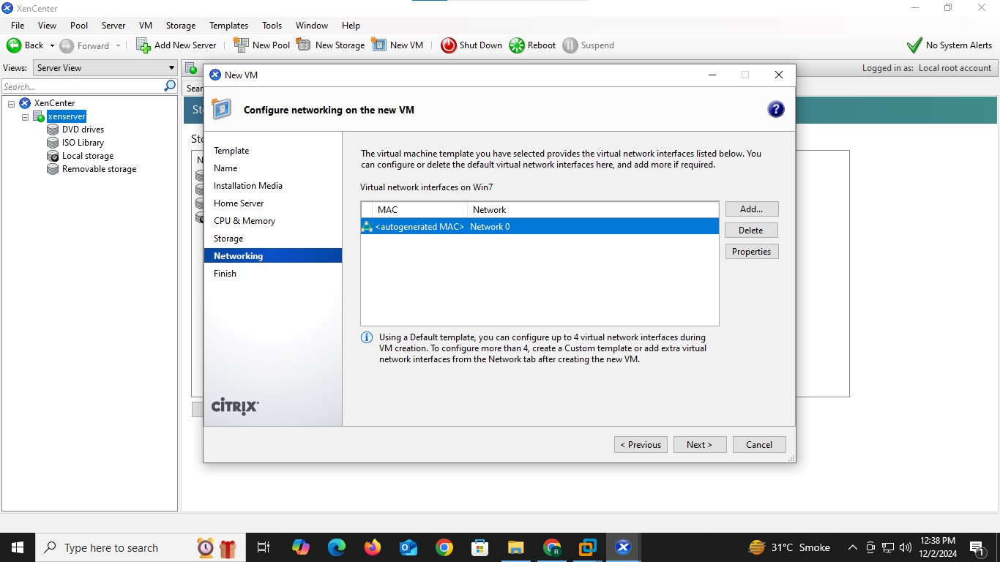 XenCenter
File View Pool Server VM Storage Templates Tools Window Help
Back Forward Add New Server New Pool New Storage New VM Shut Down Reboot Suspend No System Alerts
Views: Server View
Logged in as: Local root account
Search...
XenCenter
xenserver
DVD drives
ISO Library
Local storage
Removable storage
Sear
Sto
Sto
N
New VM
Configure networking on the new VM
?
Template
Name
Installation Media
Home Server
CPU & Memory
Storage
Networking
Finish
CITRIX
The virtual machine template you have selected provides the virtual network interfaces listed below. You
can configure or delete the default virtual network interfaces here, and add more if required.
Virtual network interfaces on Win7
MAC Network
<autogenerated MAC> Network 0
Add...
Delete
Properties
Using a Default template, you can configure up to 4 virtual network interfaces during
VM creation. To configure more than 4, create a Custom template or add extra virtual
network interfaces from the Network tab after creating the new VM.
< Previous Next > Cancel
Type here to search
31°C Smoke
12:38 PM
12/2/2024
1